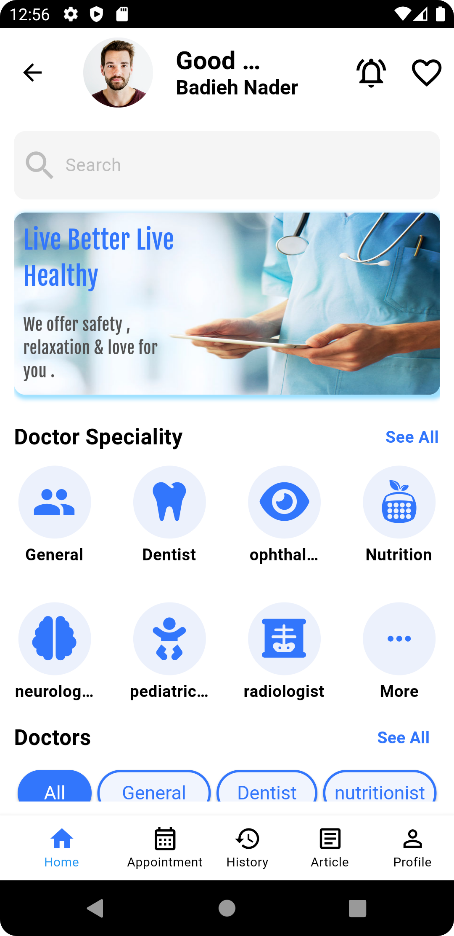 12:56
Good ...
Badieh Nader
Search
Live Better Live
Healthy
We offer safety ,
relaxation & love for
you .
Doctor Speciality
See All
General
Dentist
ophthal...
Nutrition
neurolog...
pediatric...
radiologist
More
Doctors
See All
All
General
Dentist
nutritionist
Home
Appointment
History
Article
Profile